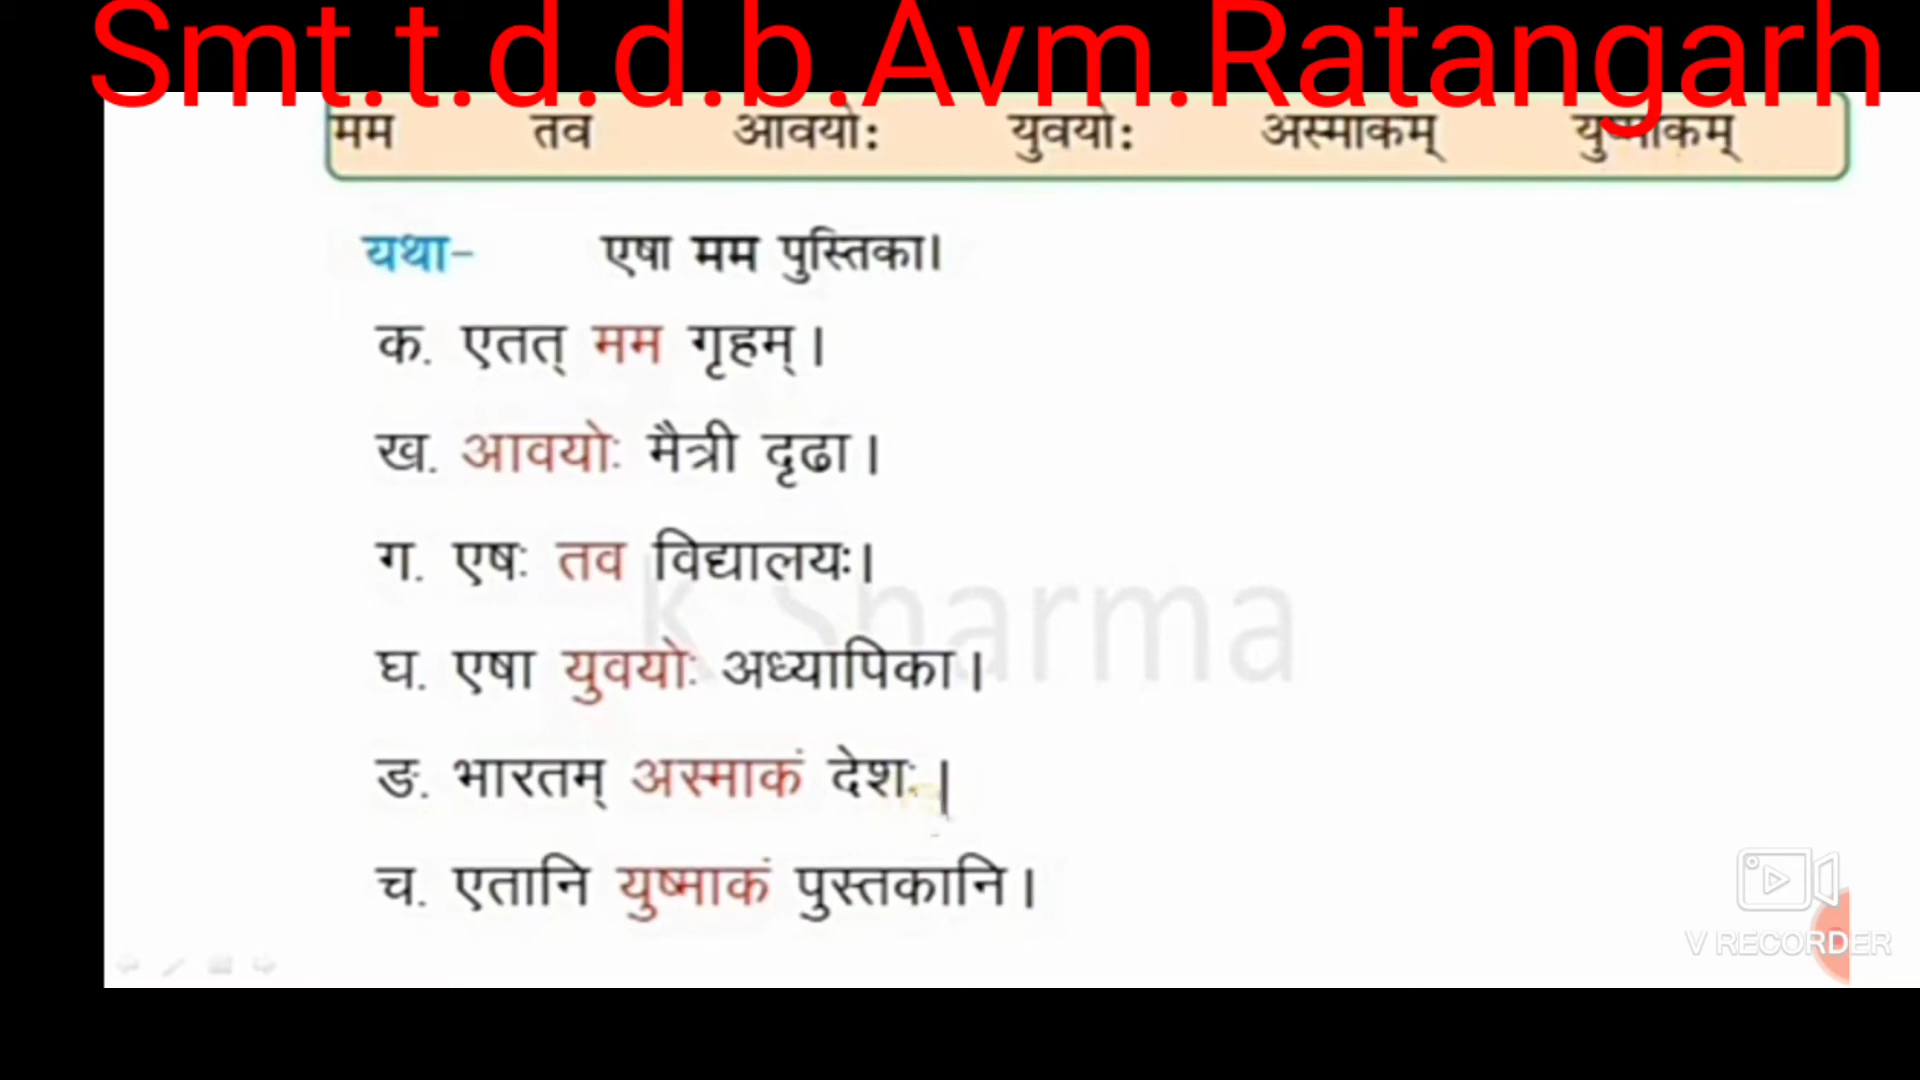 Smt.t.d.d.b.Avm.Ratangarh
मम तव आवयोः युवयोः अस्माकम् युष्माकम्
यथा- एषा मम पुस्तिका।
क. एतत् मम गृहम्।
ख. आवयोः मैत्री दृढा।
ग. एषः तव विद्यालयः।
घ. एषा युवयोः अध्यापिका।
ङ. भारतम् अस्माकं देशः।
च. एतानि युष्माकं पुस्तकानि।
K Sharma
V RECORDER